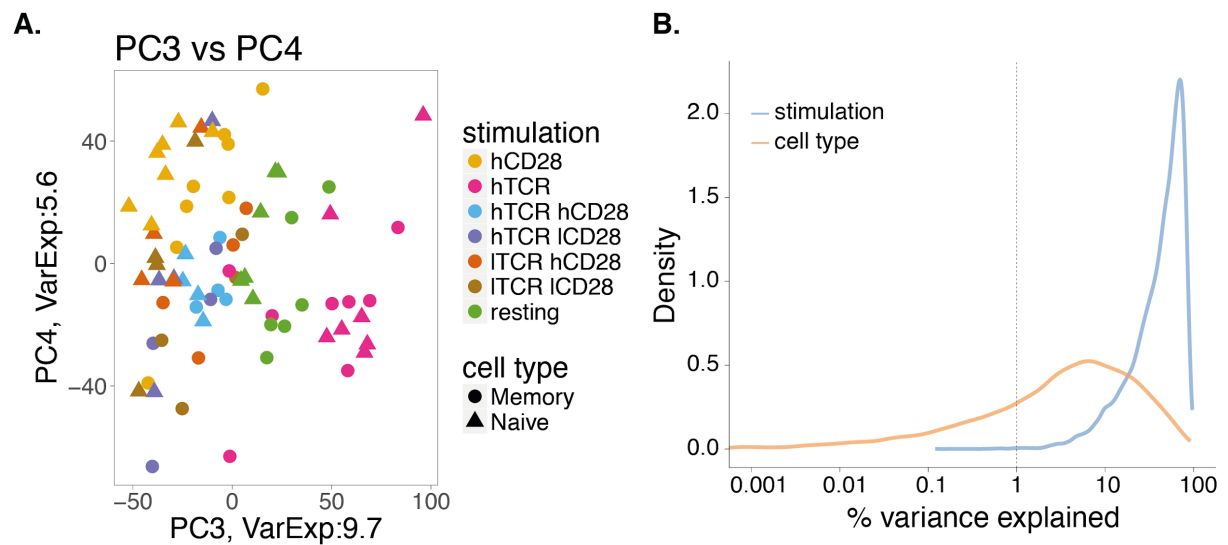 A.
PC3 vs PC4
40
0
−40
PC4, VarExp:5.6
−50 0 50 100
PC3, VarExp:9.7
stimulation
hCD28
hTCR
hTCR hCD28
hTCR lCD28
lTCR hCD28
lTCR lCD28
resting
cell type
Memory
Naive
B.
stimulation
cell type
2.0
1.5
1.0
0.5
0.0
Density
0.001 0.01 0.1 1 10 100
% variance explained